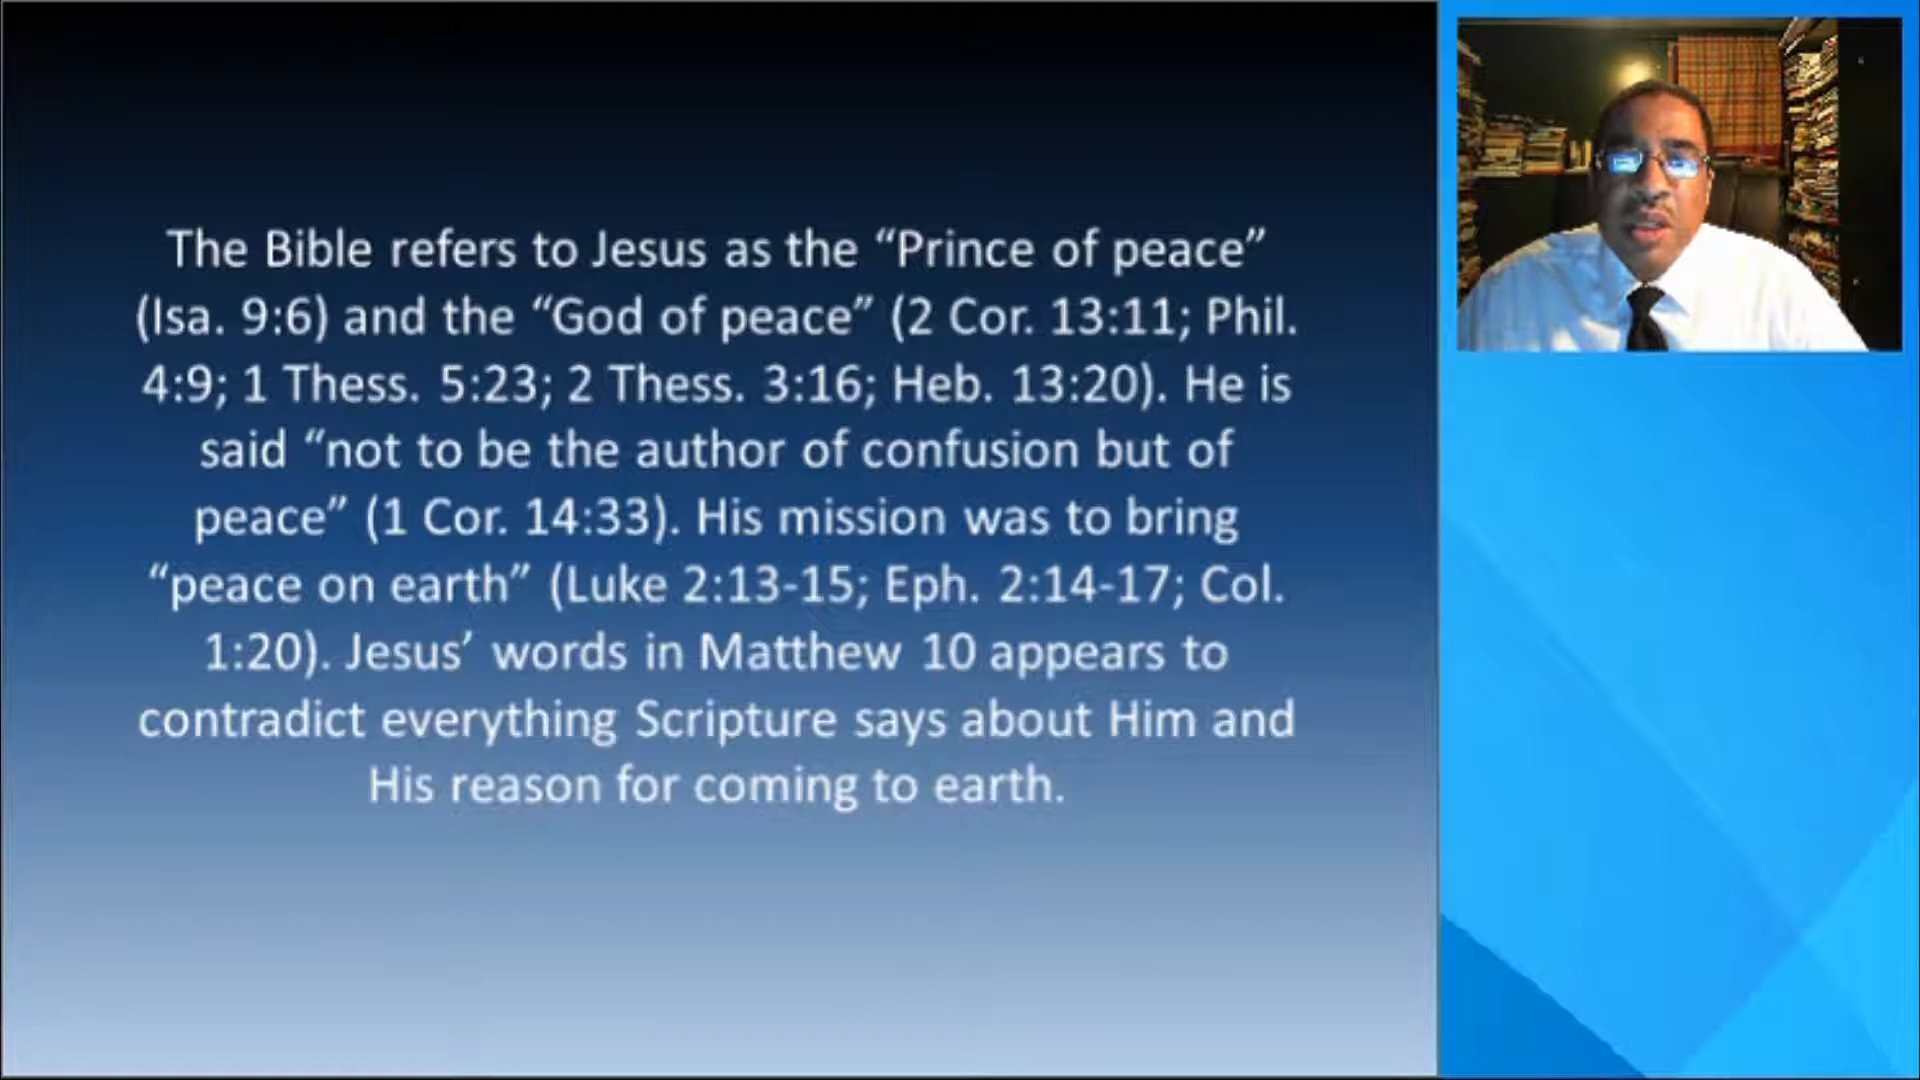 The Bible refers to Jesus as the “Prince of peace”
(Isa. 9:6) and the “God of peace” (2 Cor. 13:11; Phil.
4:9; 1 Thess. 5:23; 2 Thess. 3:16; Heb. 13:20). He is
said “not to be the author of confusion but of
peace” (1 Cor. 14:33). His mission was to bring
“peace on earth” (Luke 2:13-15; Eph. 2:14-17; Col.
1:20). Jesus’ words in Matthew 10 appears to
contradict everything Scripture says about Him and
His reason for coming to earth.